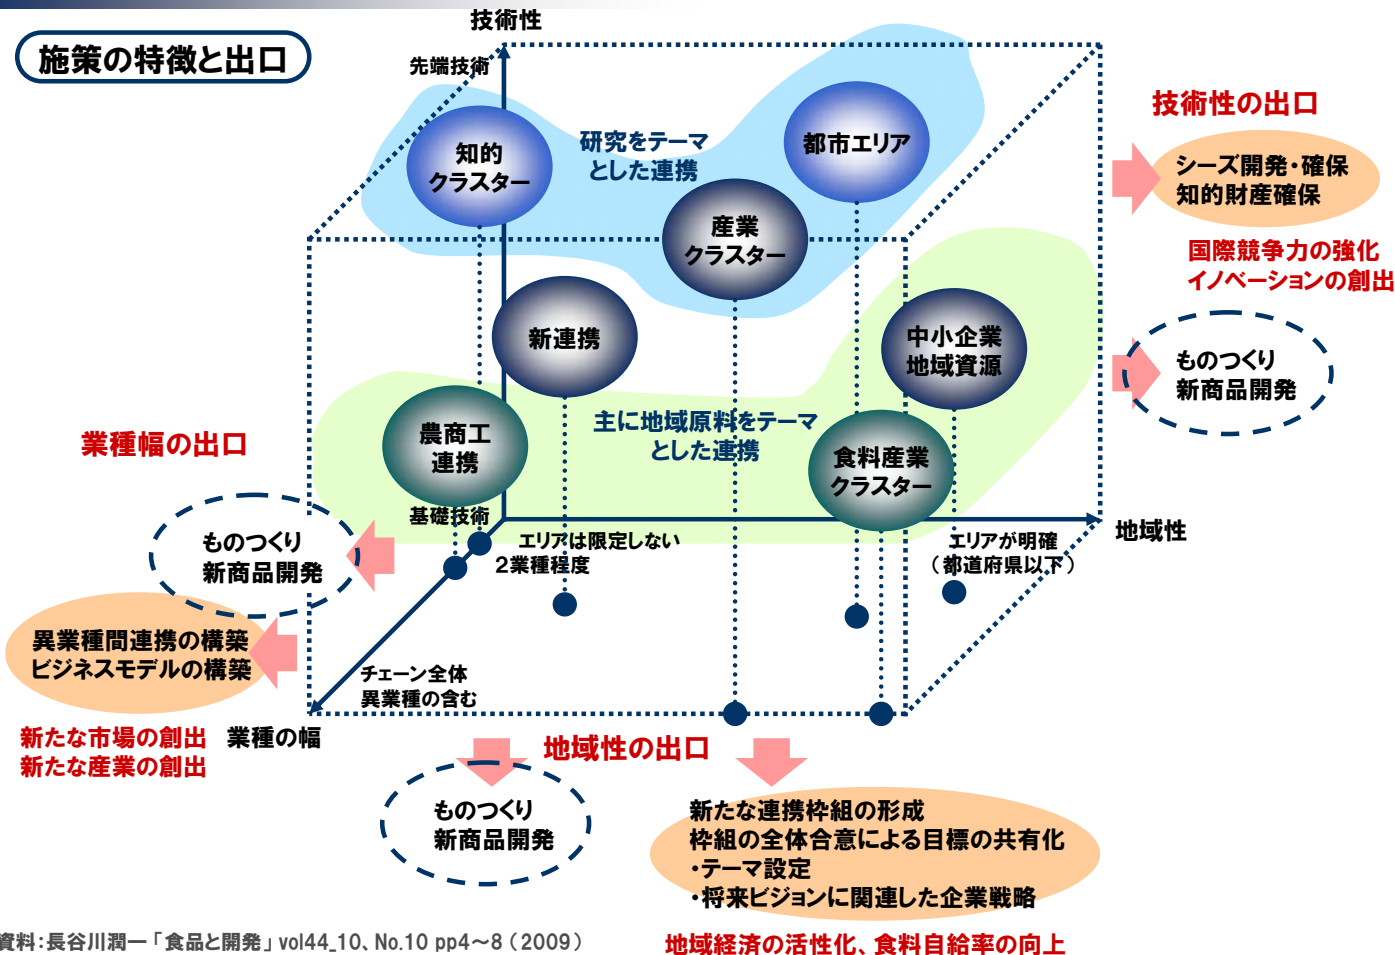 施策の特徴と出口
技術性
先端技術
知的
クラスター
研究をテーマ
とした連携
都市エリア
産業
クラスター
技術性の出口
シーズ開発・確保
知的財産確保
国際競争力の強化
イノベーションの創出
新連携
中小企業
地域資源
ものつくり
新商品開発
業種幅の出口
農商工
連携
主に地域原料をテーマ
とした連携
食料産業
クラスター
基礎技術
エリアは限定しない
2業種程度
エリアが明確
（都道府県以下）
地域性
ものつくり
新商品開発
異業種間連携の構築
ビジネスモデルの構築
チェーン全体
異業種の含む
新たな市場の創出
新たな産業の創出
業種の幅
地域性の出口
ものつくり
新商品開発
新たな連携枠組の形成
枠組の全体合意による目標の共有化
・テーマ設定
・将来ビジョンに関連した企業戦略
資料：長谷川潤一「食品と開発」vol44_10、No.10 pp4～8（2009）
地域経済の活性化、食料自給率の向上